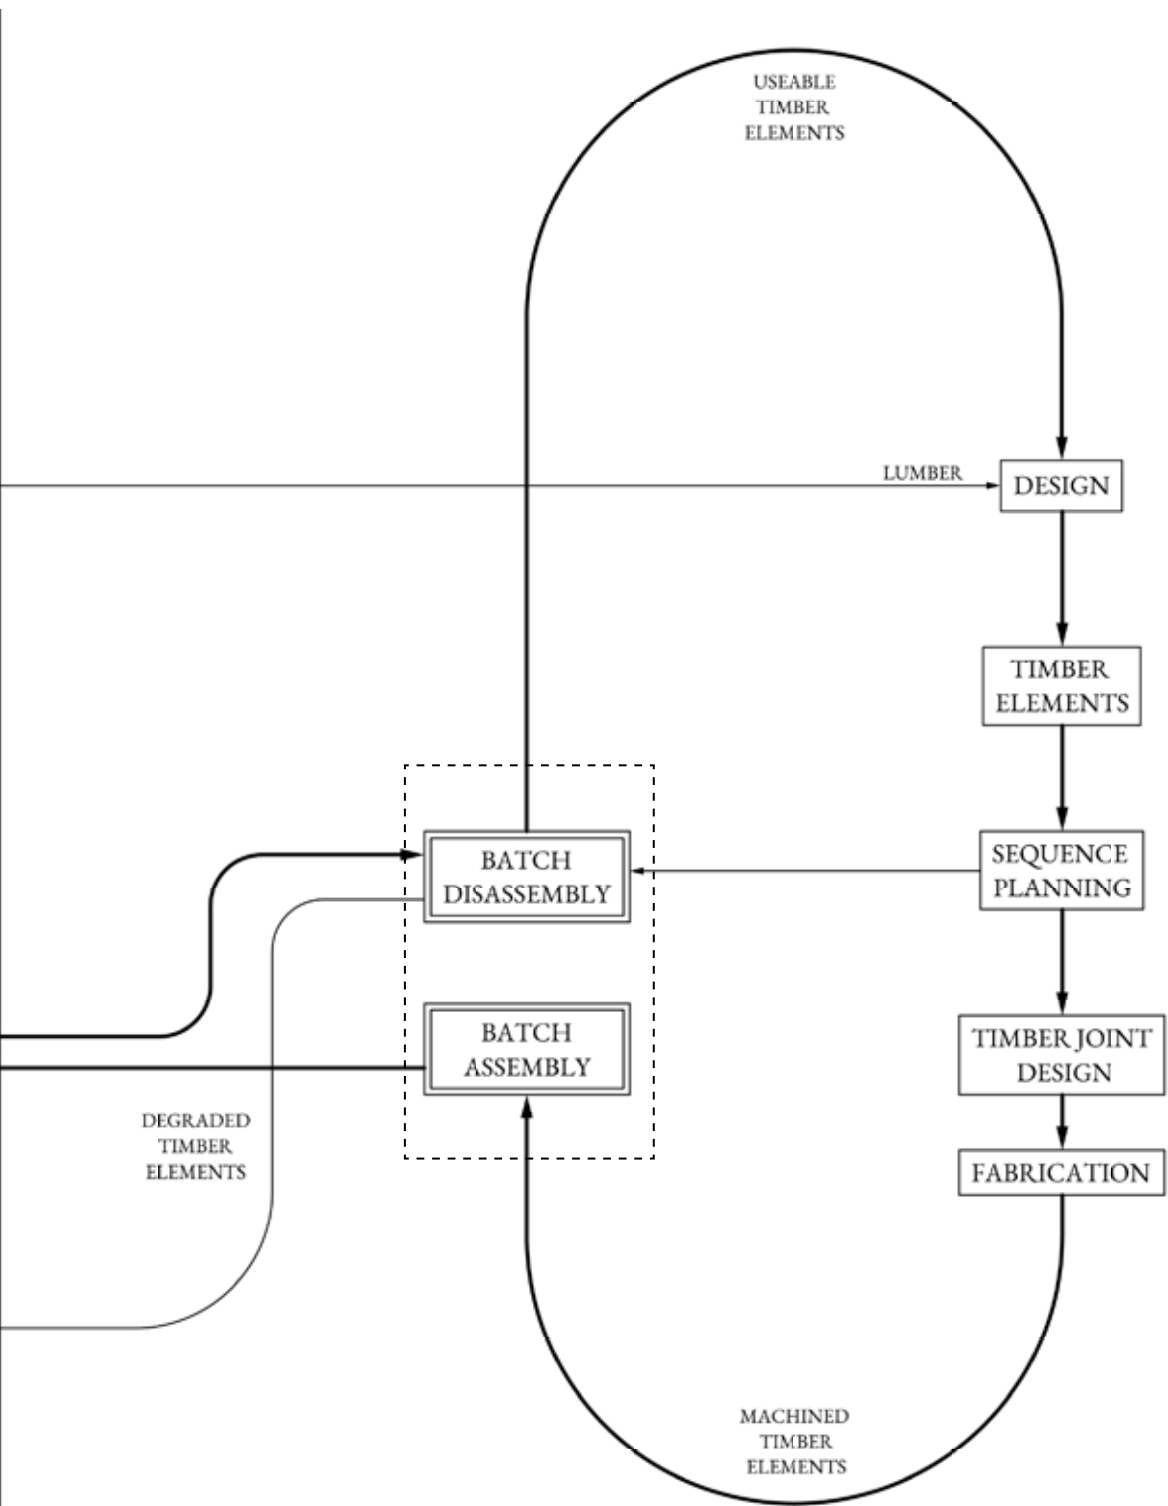 USEABLE
TIMBER
ELEMENTS
LUMBER
DESIGN
TIMBER
ELEMENTS
BATCH
DISASSEMBLY
SEQUENCE
PLANNING
BATCH
ASSEMBLY
TIMBER JOINT
DESIGN
DEGRADED
TIMBER
ELEMENTS
FABRICATION
MACHINED
TIMBER
ELEMENTS